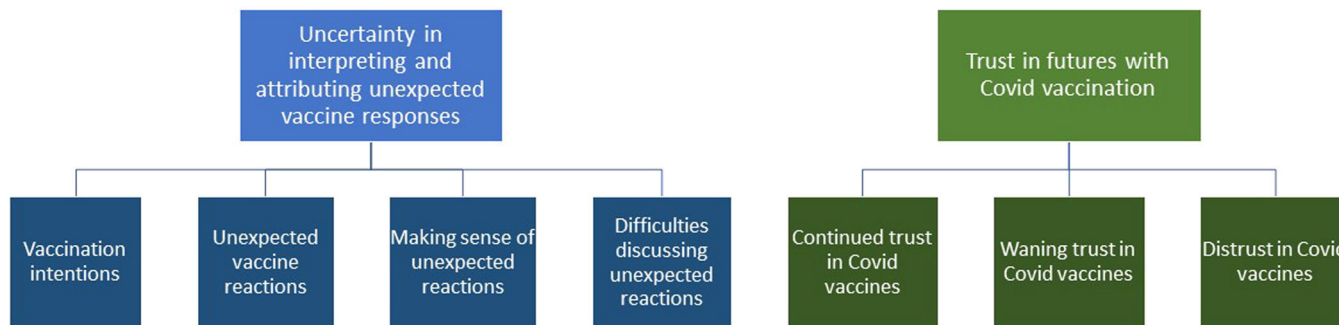 Uncertainty in
interpreting and
attributing unexpected
vaccine responses
Trust in futures with
Covid vaccination
Vaccination
intentions
Unexpected
vaccine
reactions
Making sense of
unexpected
reactions
Difficulties
discussing
unexpected
reactions
Continued trust
in Covid
vaccines
Waning trust in
Covid vaccines
Distrust in Covid
vaccines